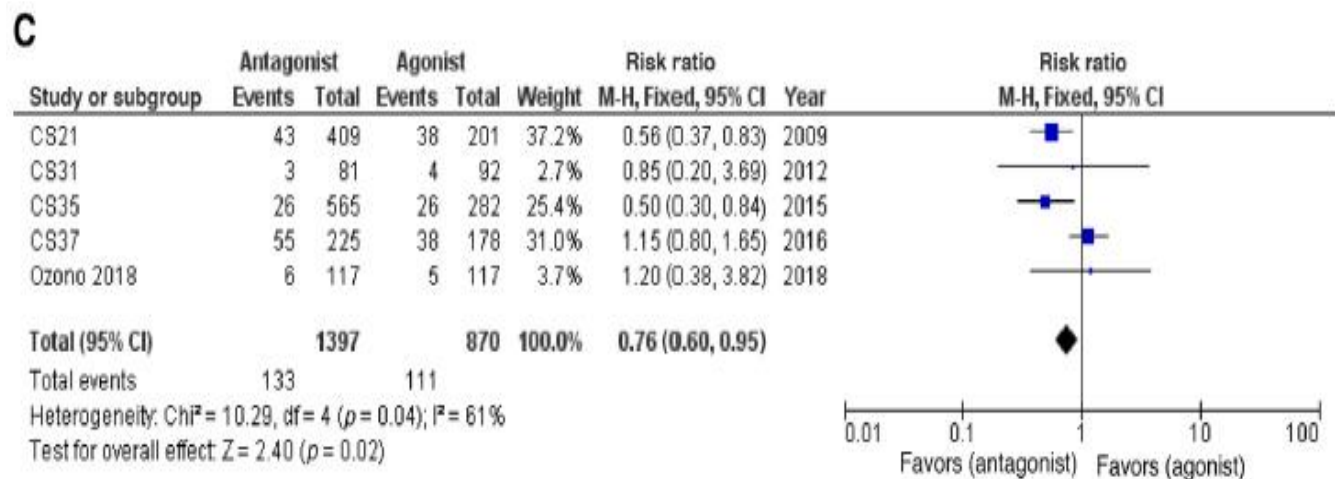 C
Antagonist Agonist Risk ratio Risk ratio
Study or subgroup Events Total Events Total Weight M-H, Fixed, 95% CI Year M-H, Fixed, 95% CI
CS21 43 409 38 201 37.2% 0.56 (0.37, 0.83) 2009
CS31 3 81 4 92 2.7% 0.85 (0.20, 3.69) 2012
CS35 26 565 26 282 25.4% 0.50 (0.30, 0.84) 2015
CS37 55 225 38 178 31.0% 1.15 (0.80, 1.65) 2016
Ozono 2018 6 117 5 117 3.7% 1.20 (0.38, 3.82) 2018
Total (95% CI) 1397 870 100.0% 0.76 (0.60, 0.95)
Total events 133 111
Heterogeneity: Chi² = 10.29, df = 4 (p = 0.04); I² = 61%
Test for overall effect: Z = 2.40 (p = 0.02)
0.01 0.1 1 10 100
Favors (antagonist) Favors (agonist)